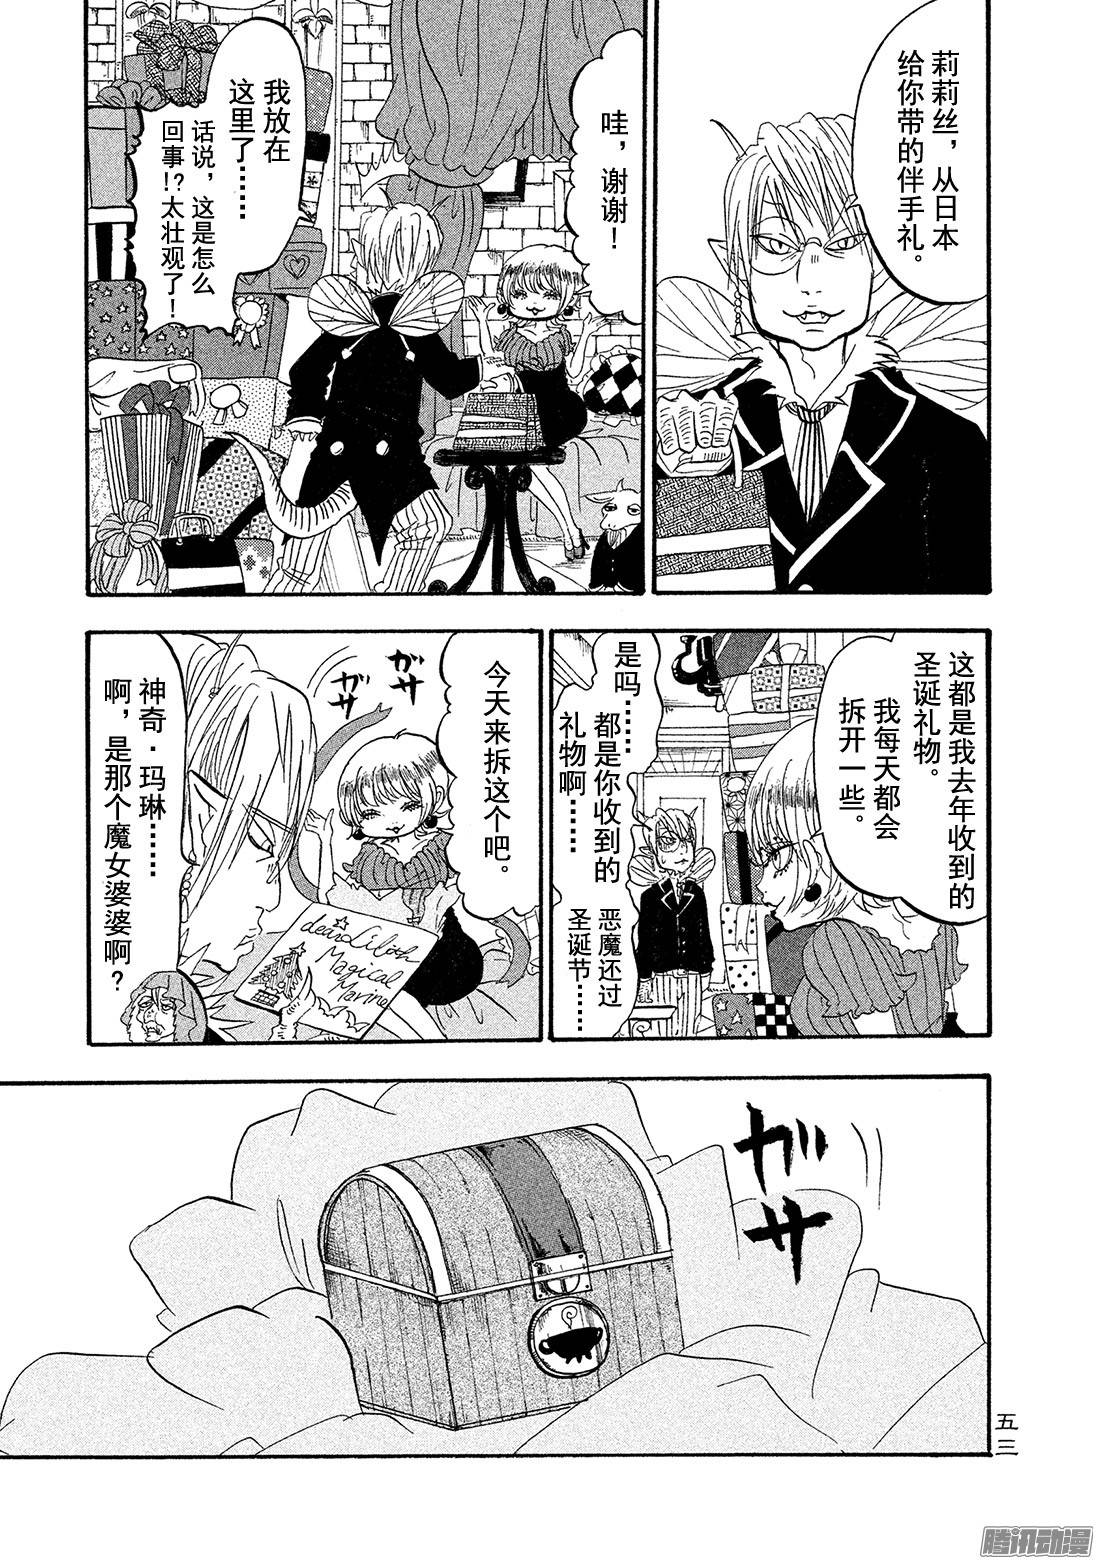 莉莉丝，从日本
给你带的伴手礼。
哇，谢谢！
我放在
这里了……
话说，这是怎么
回事！？太壮观了！
这都是我去年收到的
圣诞礼物。
我每天都会
拆开一些。
是吗……
都是你收到的
礼物啊……
恶魔还过
圣诞节……
今天来拆这个吧。
ガサ
ガサ
dear Lilith
Magical
Marine
神奇·玛琳……
啊，是那个魔女婆婆啊？
ガサ
五三
腾讯动漫